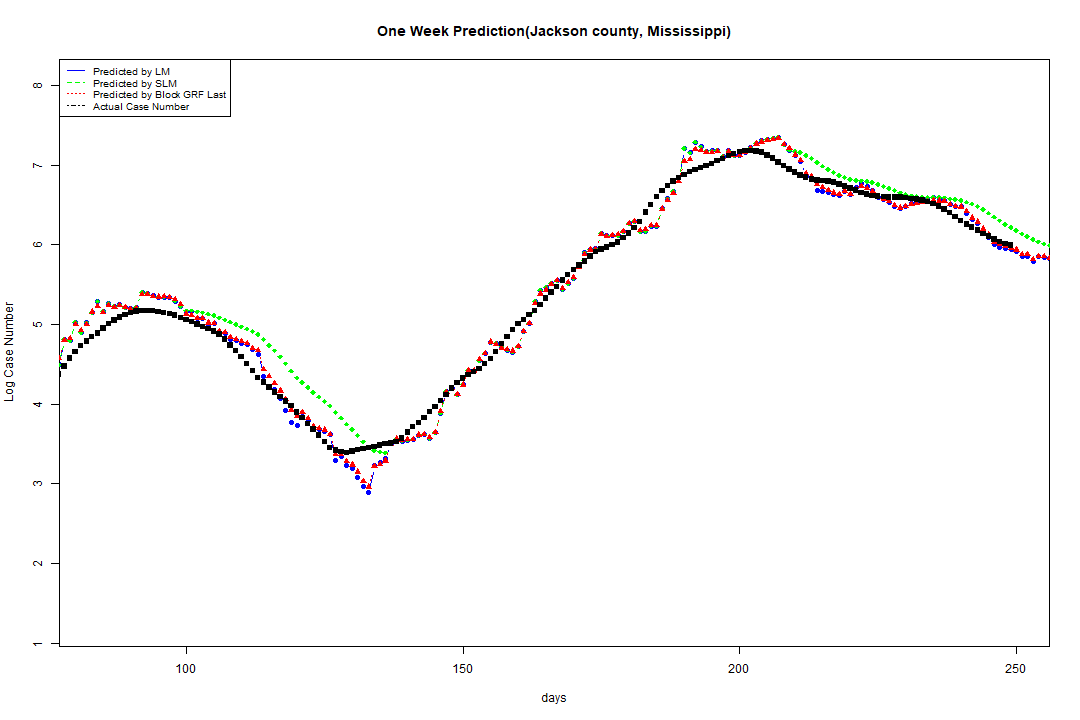 One Week Prediction(Jackson county, Mississippi)
Predicted by LM
Predicted by SLM
Predicted by Block GRF Last
Actual Case Number
8
7
6
5
4
3
2
1
Log Case Number
100 150 200 250
days